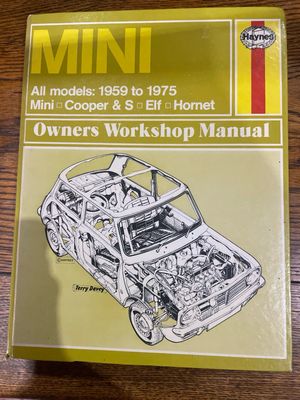 MINI
Haynes
All models: 1959 to 1975
Mini □ Cooper & S □ Elf □ Hornet
Owners Workshop Manual
Terry Davey